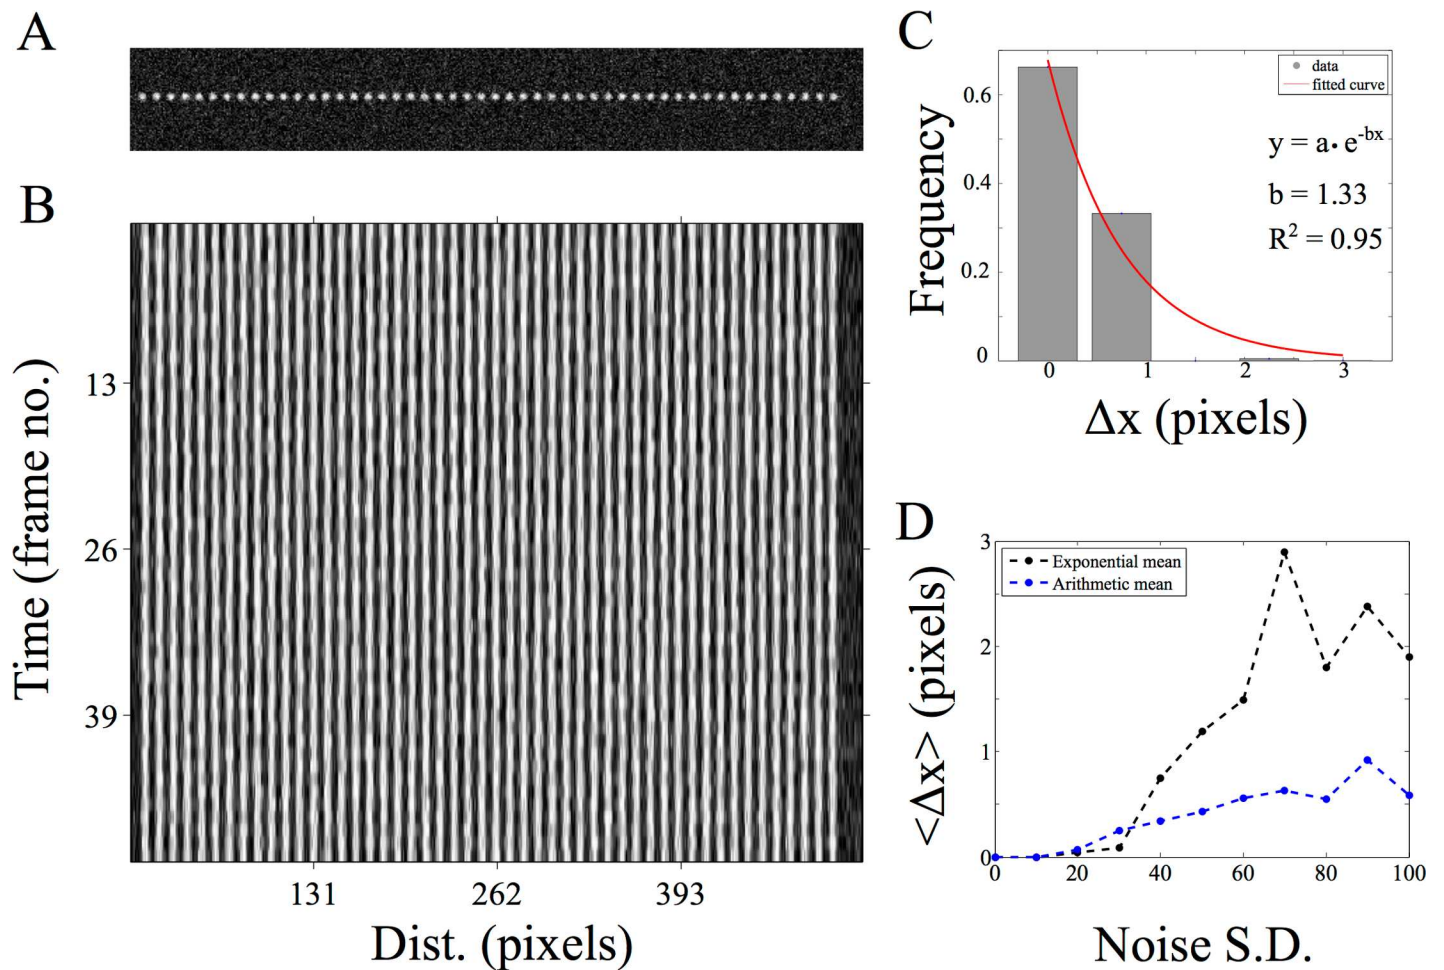 A
B
Time (frame no.)
13
26
39
131
262
393
Dist. (pixels)
C
Frequency
0.6
0.4
0.2
0
0
1
2
3
data
fitted curve
y = a• e^-bx
b = 1.33
R² = 0.95
Δx (pixels)
D
<Δx> (pixels)
3
2
1
0
0
20
40
60
80
100
Exponential mean
Arithmetic mean
Noise S.D.